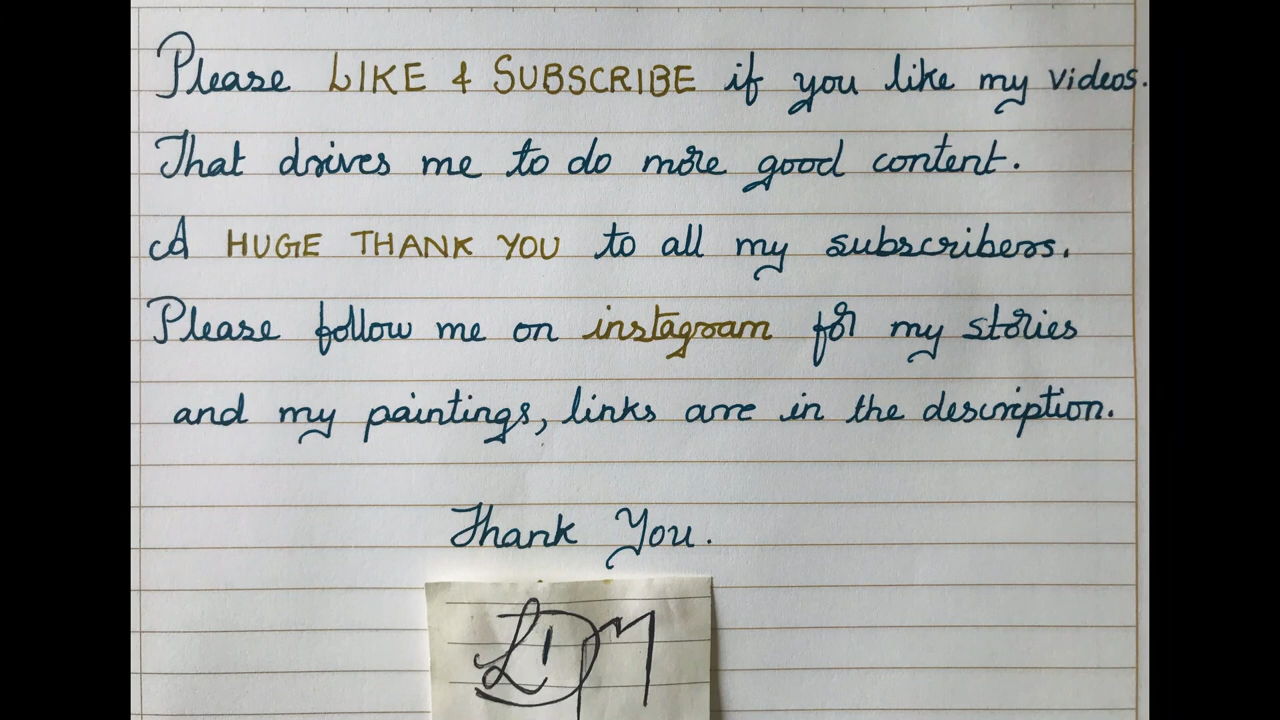 Please LIKE & SUBSCRIBE if you like my videos.
That drives me to do more good content.
A HUGE THANK YOU to all my subscribers.
Please follow me on instagram for my stories
and my paintings, links are in the description.
Thank You.
LDM